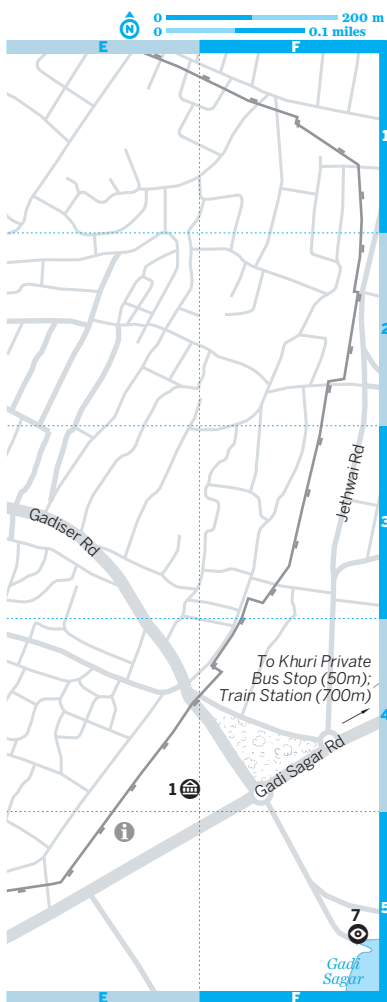 0 200 m
N
0 0.1 miles
E F
1
2
Jethwai Rd
3
Gadiser Rd
To Khuri Private
Bus Stop (50m);
Train Station (700m)
4
Gadi Sagar Rd
1
i
5
7
Gadi
Sagar
E F